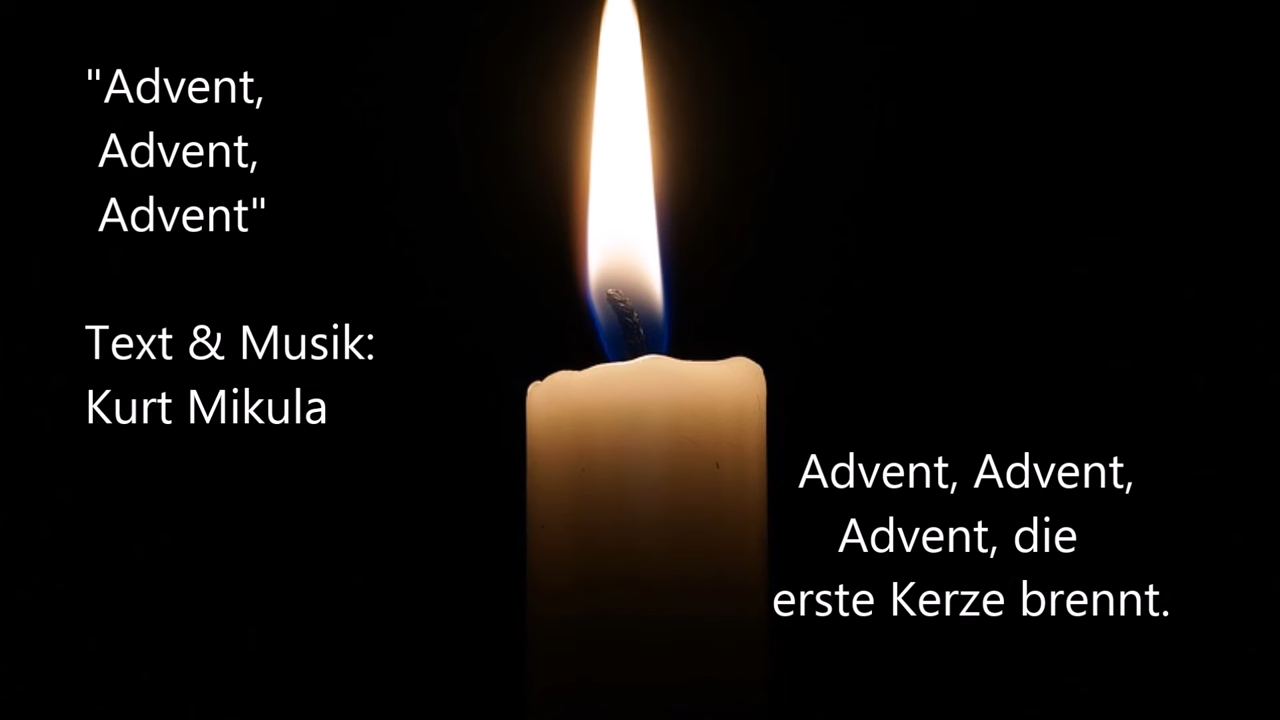 "Advent,
Advent,
Advent"
Text & Musik:
Kurt Mikula
Advent, Advent,
Advent, die
erste Kerze brennt.